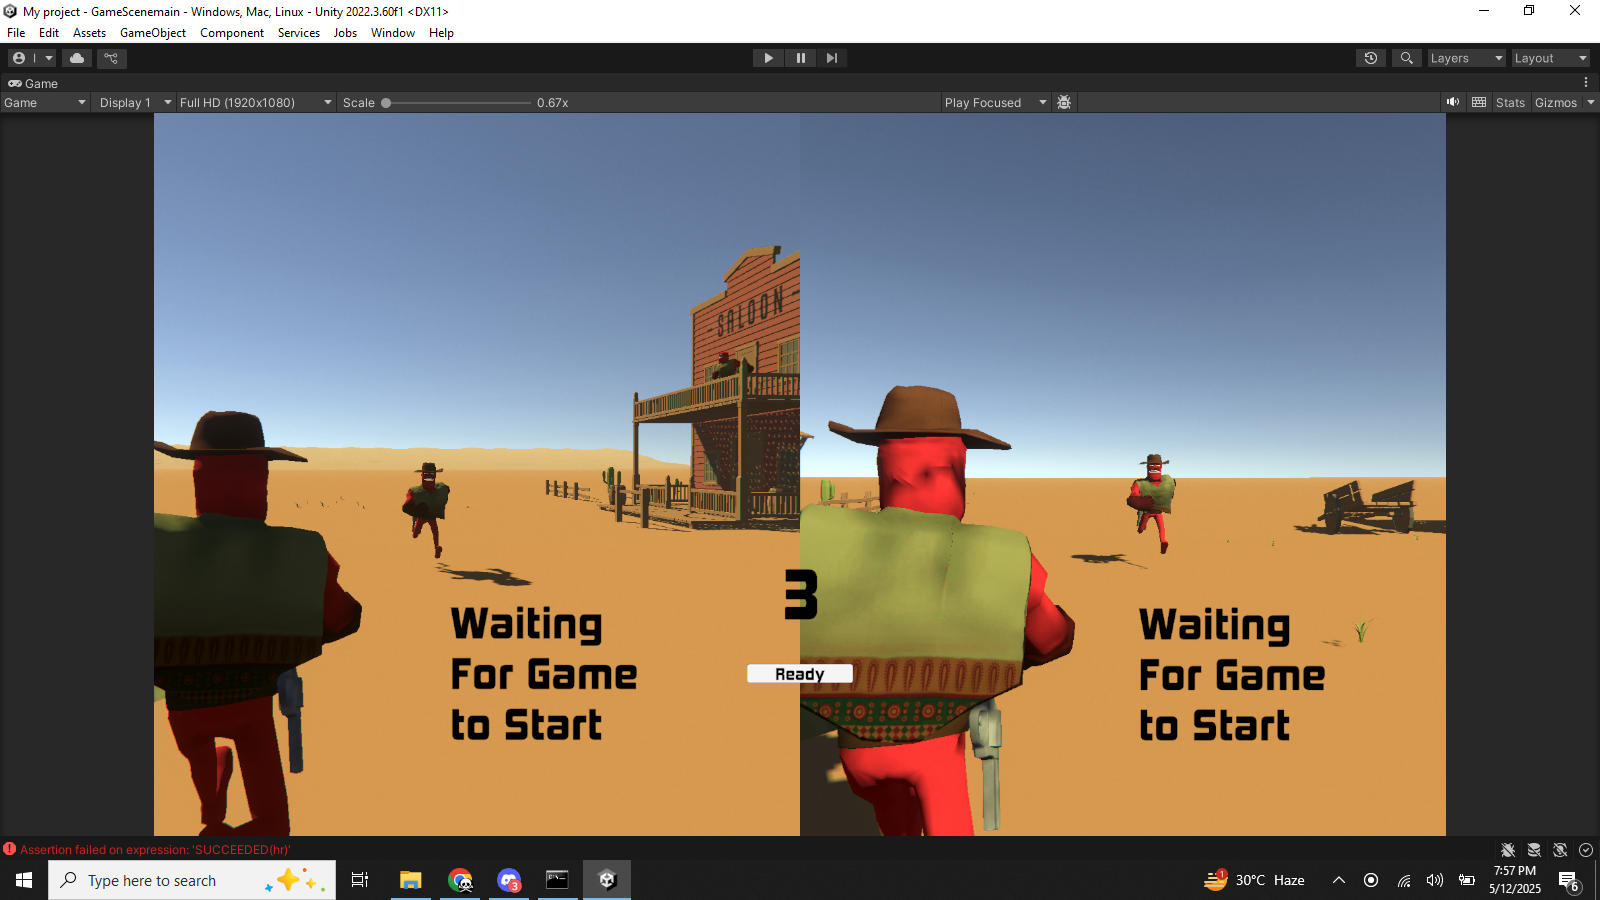 My project - GameScenemain - Windows, Mac, Linux - Unity 2022.3.60f1 <DX11>
File Edit Assets GameObject Component Services Jobs Window Help
I
Layers
Layout
Game
Game
Display 1
Full HD (1920x1080)
Scale
0.67x
Play Focused
Stats
Gizmos
- SALOON -
3
Waiting
For Game
to Start
Ready
Waiting
For Game
to Start
Assertion failed on expression: 'SUCCEEDED(hr)'
Type here to search
3
1
30°C Haze
7:57 PM
5/12/2025
6